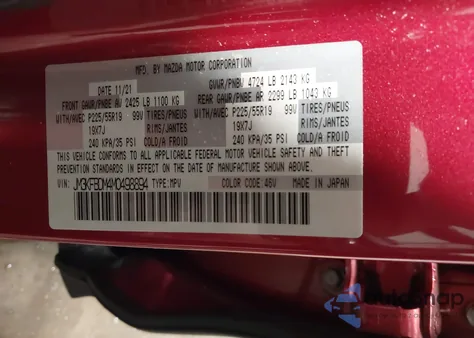 MFD. BY MAZDA MOTOR CORPORATION
DATE 11/21 GVWR/PNBV 4724 LB 2143 KG
FRONT GAWR/PNBE AV 2425 LB 1100 KG REAR GAWR/PNBE AR 2299 LB 1043 KG
WITH/AVEC P225/55R19 99V TIRES/PNEUS WITH/AVEC P225/55R19 99V TIRES/PNEUS
19X7J RIMS/JANTES 19X7J RIMS/JANTES
240 KPA/35 PSI COLD/A FROID 240 KPA/35 PSI COLD/A FROID
THIS VEHICLE CONFORMS TO ALL APPLICABLE FEDERAL MOTOR VEHICLE SAFETY AND THEFT
PREVENTION STANDARDS IN EFFECT ON THE DATE OF MANUFACTURE SHOWN ABOVE.
VIN: JM3KFBDM4M0498894 TYPE:MPV COLOR CODE:46V MADE IN JAPAN